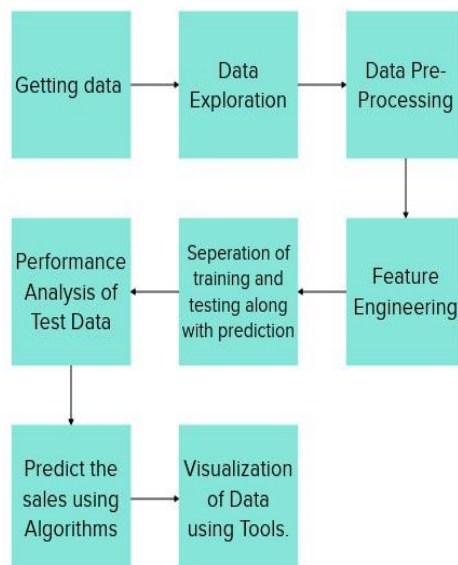 Getting data
Data
Exploration
Data Pre-
Processing
Feature
Engineering
Seperation of
training and
testing along
with prediction
Performance
Analysis of
Test Data
Predict the
sales using
Algorithms
Visualization
of Data
using Tools.